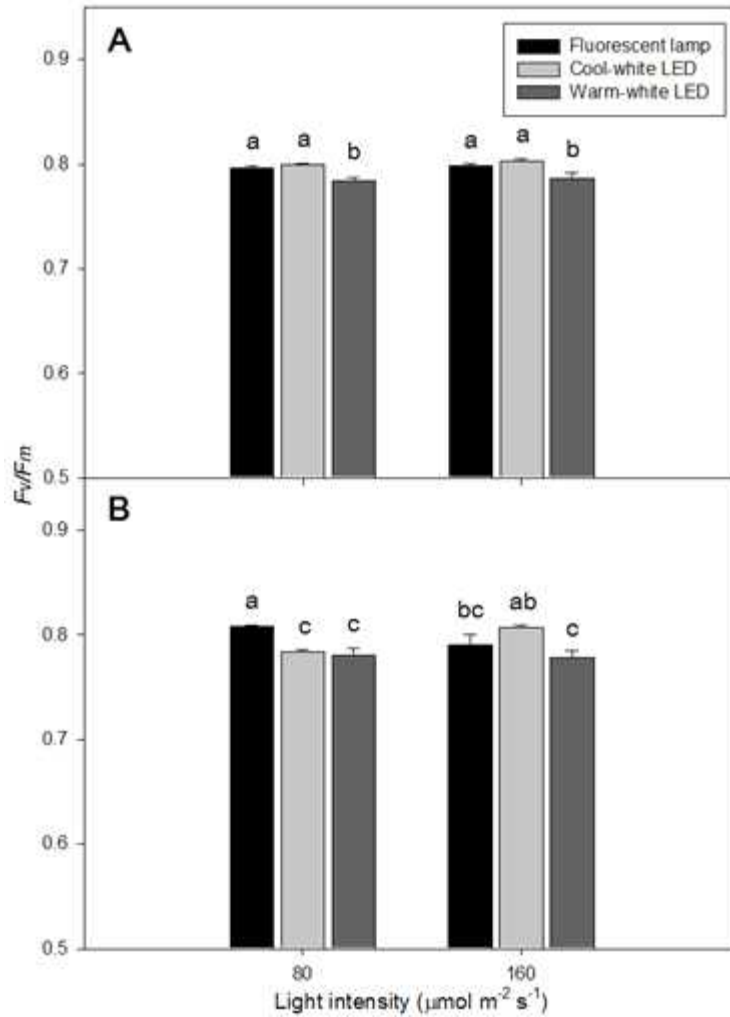 A
Fluorescent lamp
Cool-white LED
Warm-white LED
0.9
a a b a a b
0.8
0.7
0.6
0.5
Fv/Fm
B
0.9
a c c bc ab c
0.8
0.7
0.6
0.5
80 160
Light intensity (μmol m⁻² s⁻¹)